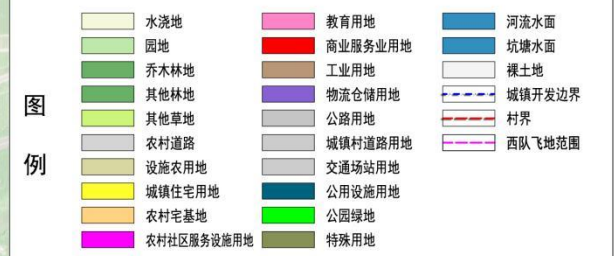 图例
水浇地
园地
乔木林地
其他林地
其他草地
农村道路
设施农用地
城镇住宅用地
农村宅基地
农村社区服务设施用地
教育用地
商业服务业用地
工业用地
物流仓储用地
公路用地
城镇村道路用地
交通场站用地
公用设施用地
公园绿地
特殊用地
河流水面
坑塘水面
裸土地
城镇开发边界
村界
西队飞地范围